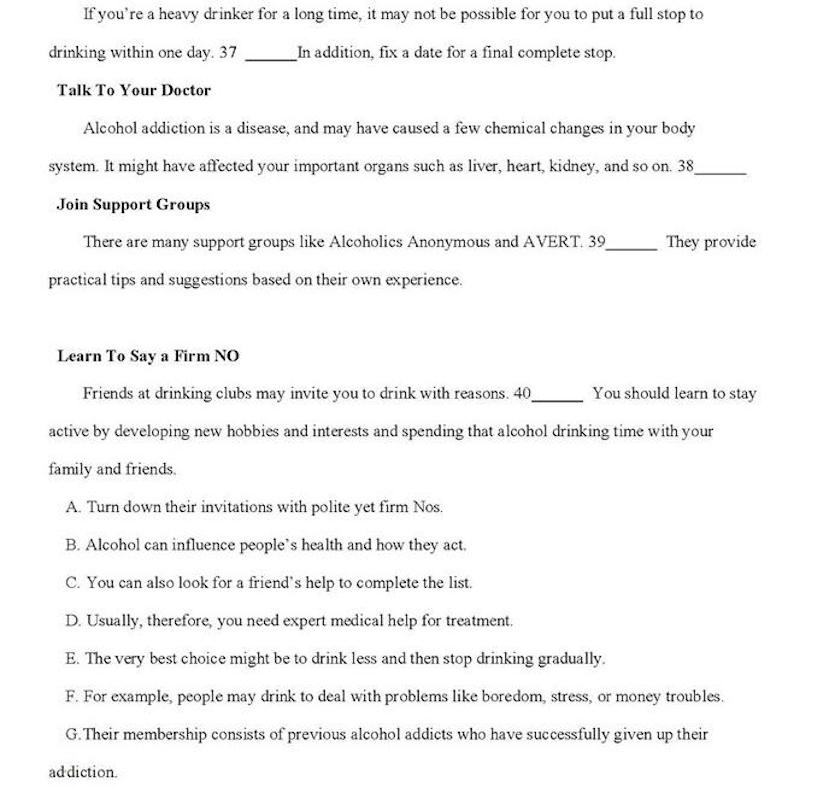 If you're a heavy drinker for a long time, it may not be possible for you to put a full stop to
drinking within one day. 37 ______In addition, fix a date for a final complete stop.
Talk To Your Doctor
Alcohol addiction is a disease, and may have caused a few chemical changes in your body
system. It might have affected your important organs such as liver, heart, kidney, and so on. 38______
Join Support Groups
There are many support groups like Alcoholics Anonymous and AVERT. 39______ They provide
practical tips and suggestions based on their own experience.
Learn To Say a Firm NO
Friends at drinking clubs may invite you to drink with reasons. 40______ You should learn to stay
active by developing new hobbies and interests and spending that alcohol drinking time with your
family and friends.
A. Turn down their invitations with polite yet firm Nos.
B. Alcohol can influence people's health and how they act.
C. You can also look for a friend's help to complete the list.
D. Usually, therefore, you need expert medical help for treatment.
E. The very best choice might be to drink less and then stop drinking gradually.
F. For example, people may drink to deal with problems like boredom, stress, or money troubles.
G.Their membership consists of previous alcohol addicts who have successfully given up their
addiction.